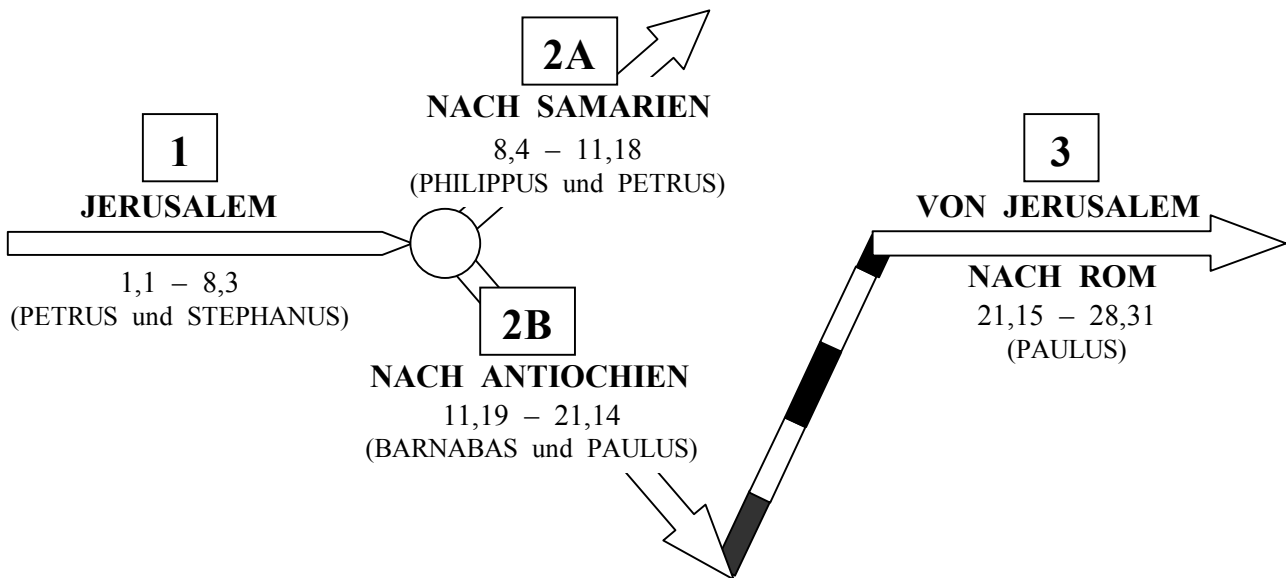 1
JERUSALEM
1,1 – 8,3
(PETRUS und STEPHANUS)
2A
NACH SAMARIEN
8,4 – 11,18
(PHILIPPUS und PETRUS)
2B
NACH ANTIOCHIEN
11,19 – 21,14
(BARNABAS und PAULUS)
3
VON JERUSALEM
NACH ROM
21,15 – 28,31
(PAULUS)